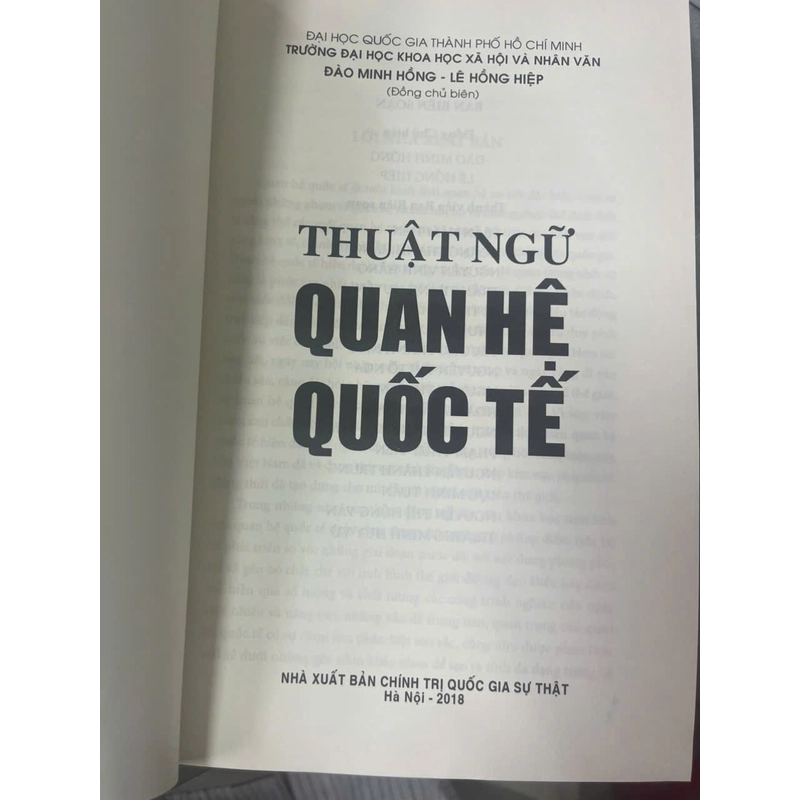 ĐẠI HỌC QUỐC GIA THÀNH PHỐ HỒ CHÍ MINH
TRƯỜNG ĐẠI HỌC KHOA HỌC XÃ HỘI VÀ NHÂN VĂN
ĐÀO MINH HỒNG - LÊ HỒNG HIỆP
(Đồng chủ biên)
THUẬT NGỮ
QUAN HỆ
QUỐC TẾ
NHÀ XUẤT BẢN CHÍNH TRỊ QUỐC GIA SỰ THẬT
Hà Nội - 2018